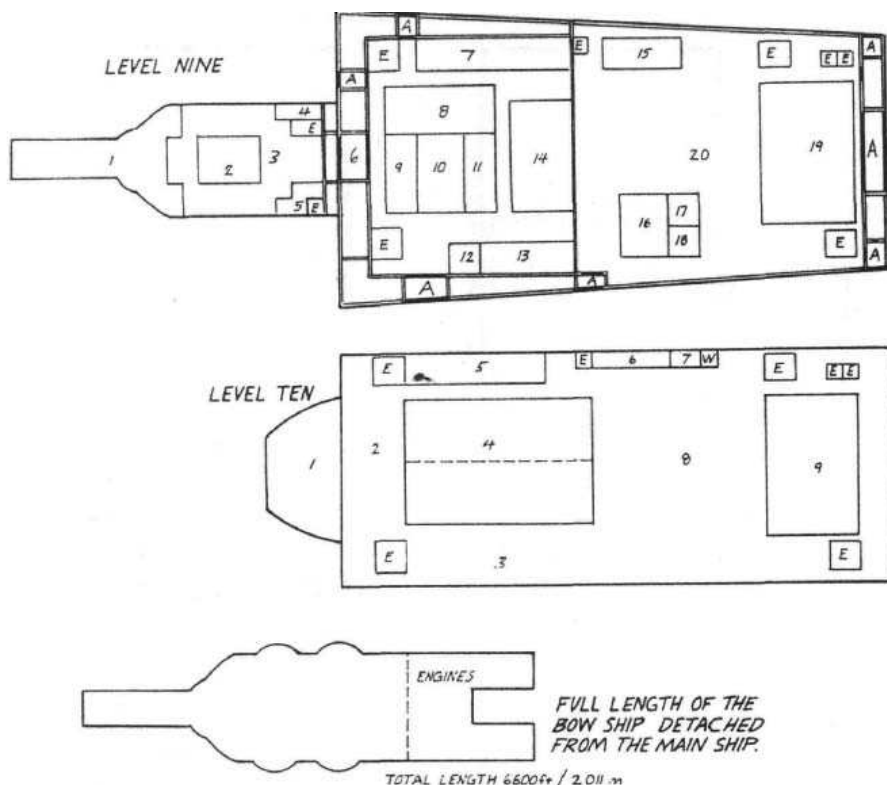 LEVEL NINE
A
E
7
E
15
E
E E
A
A
8
4
E
1
2
3
6
9
10
11
14
20
19
A
5
E
16
17
18
E
12
13
E
A
A
A
LEVEL TEN
E
5
E
6
7
W
E
E E
1
2
4
8
9
E
3
E
ENGINES
FULL LENGTH OF THE
BOW SHIP DETACHED
FROM THE MAIN SHIP.
TOTAL LENGTH 6600ft / 2011 m